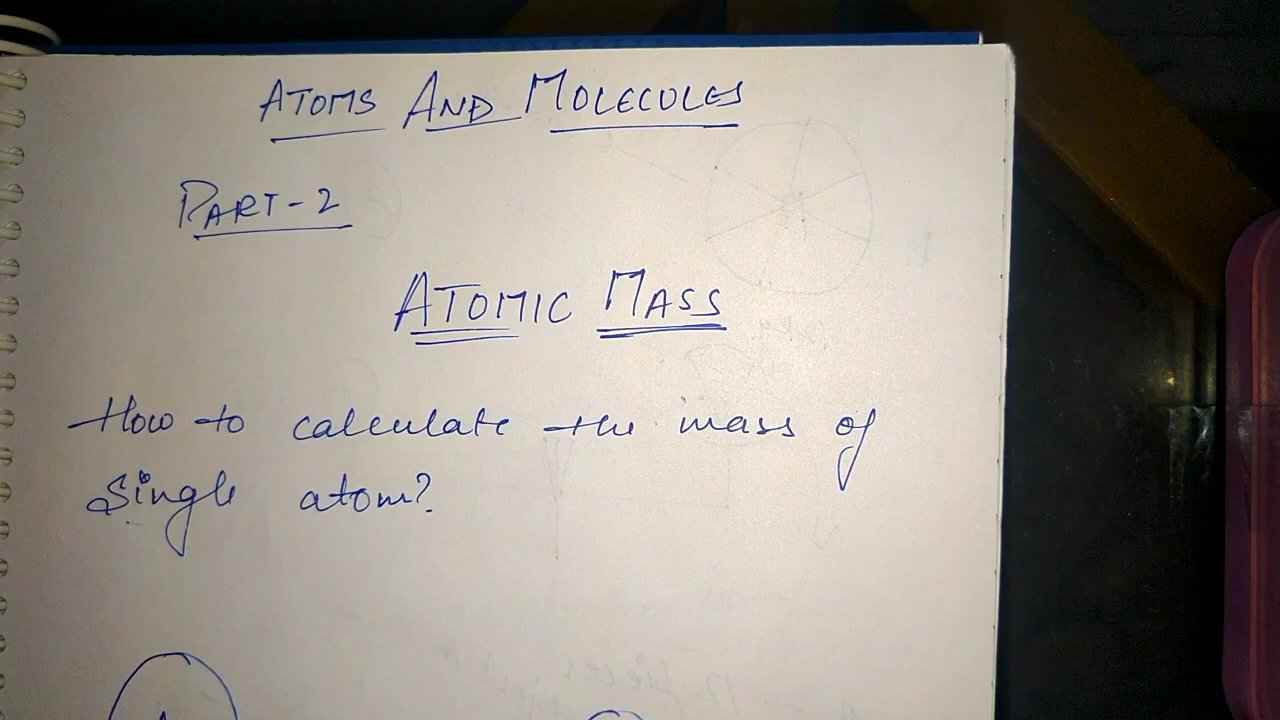 ATOMS AND MOLECULES
PART-2
ATOMIC MASS
How to calculate the mass of
Single atom?